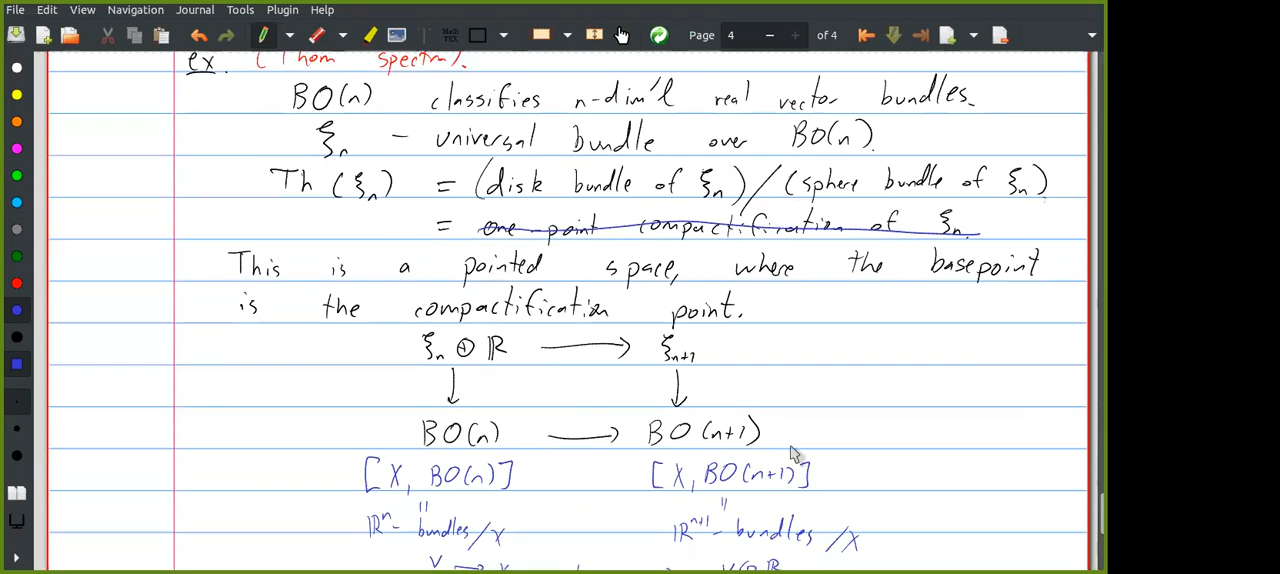 File Edit View Navigation Journal Tools Plugin Help
Math TEX Page 4 of 4
ex. (Thom spectra).
BO(n) classifies n-dim'l real vector bundles.
ξₙ - universal bundle over BO(n).
Th (ξₙ) = (disk bundle of ξₙ)/(sphere bundle of ξₙ)
= one-point compactification of ξₙ.
This is a pointed space, where the basepoint
is the compactification point.
ξₙ ⊕ ℝ → ξₙ₊₁
↓ ↓
BO(n) → BO(n+1)
[X, BO(n)] [X, BO(n+1)]
" "
ℝⁿ- bundles/X ℝⁿ⁺¹- bundles /X